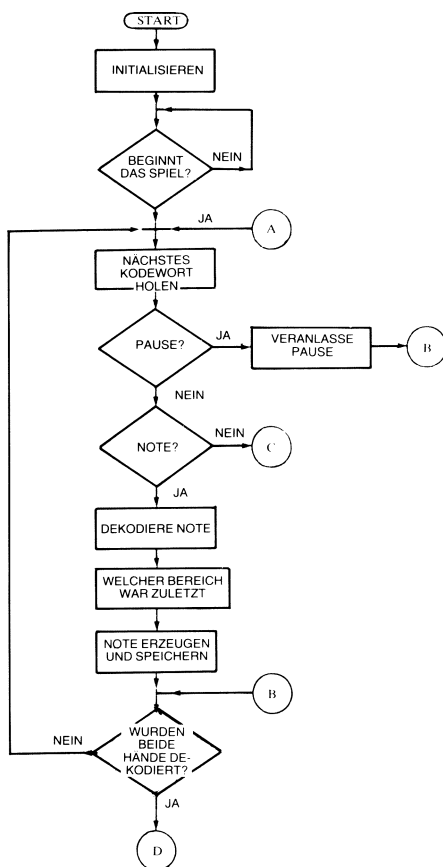 START
INITIALISIEREN
BEGINNT
DAS SPIEL?
NEIN
JA
A
NÄCHSTES
KODEWORT
HOLEN
PAUSE?
JA
VERANLASSE
PAUSE
B
NEIN
NOTE?
NEIN
C
JA
DEKODIERE NOTE
WELCHER BEREICH
WAR ZULETZT
NOTE ERZEUGEN
UND SPEICHERN
B
WURDEN
BEIDE
HÄNDE DE-
KODIERT?
NEIN
JA
D